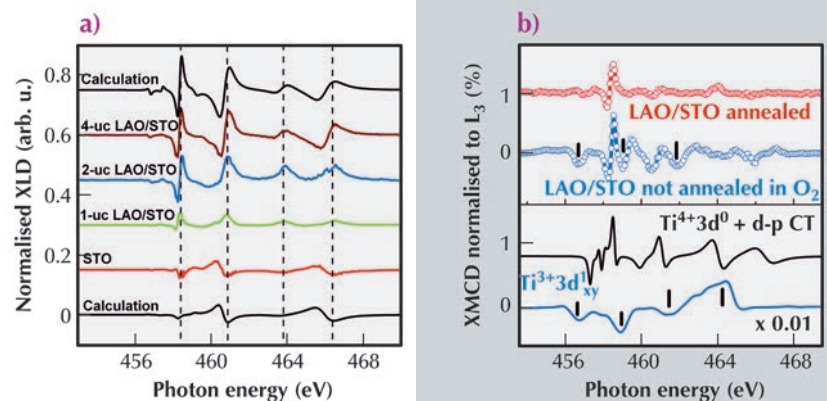 a)
Normalised XLD (arb. u.)
0.8
0.6
0.4
0.2
0
Calculation
4-uc LAO/STO
2-uc LAO/STO
1-uc LAO/STO
STO
Calculation
456 460 464 468
Photon energy (eV)
b)
XMCD normalised to L₃ (%)
1
0
1
0
LAO/STO annealed
LAO/STO not annealed in O₂
Ti⁴⁺3d⁰ + d-p CT
Ti³⁺3d¹xy
x 0.01
456 460 464 468
Photon energy (eV)